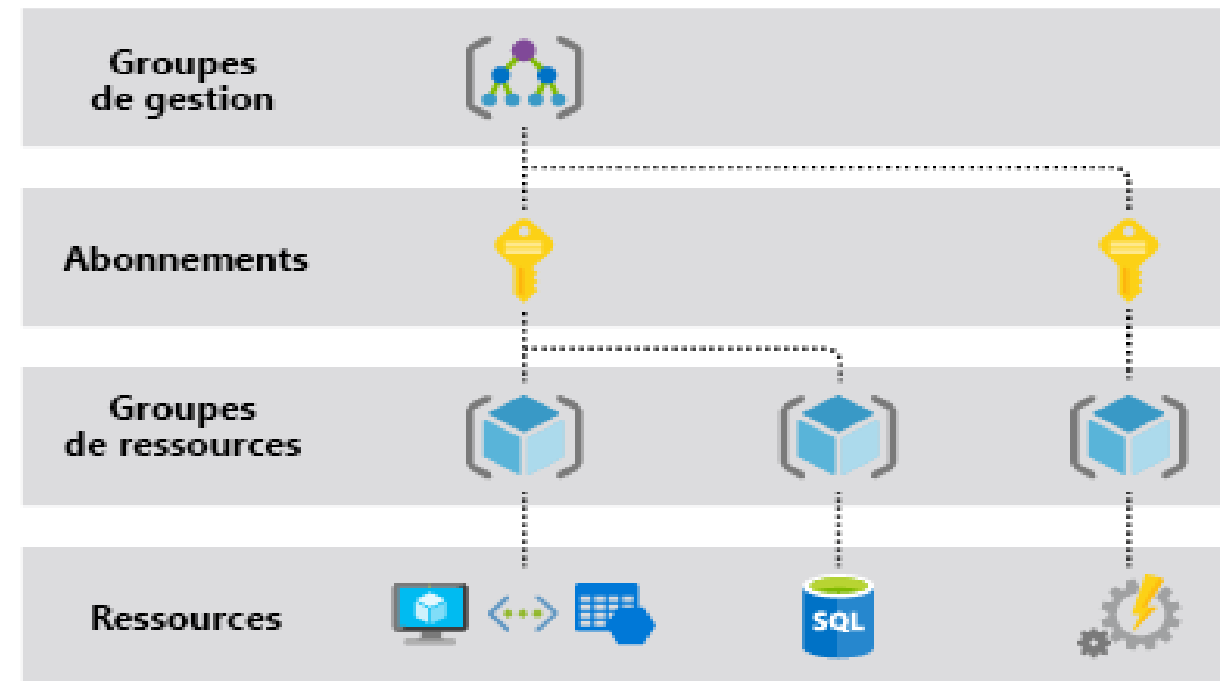 Groupes
de gestion
Abonnements
Groupes
de ressources
Ressources
SQL